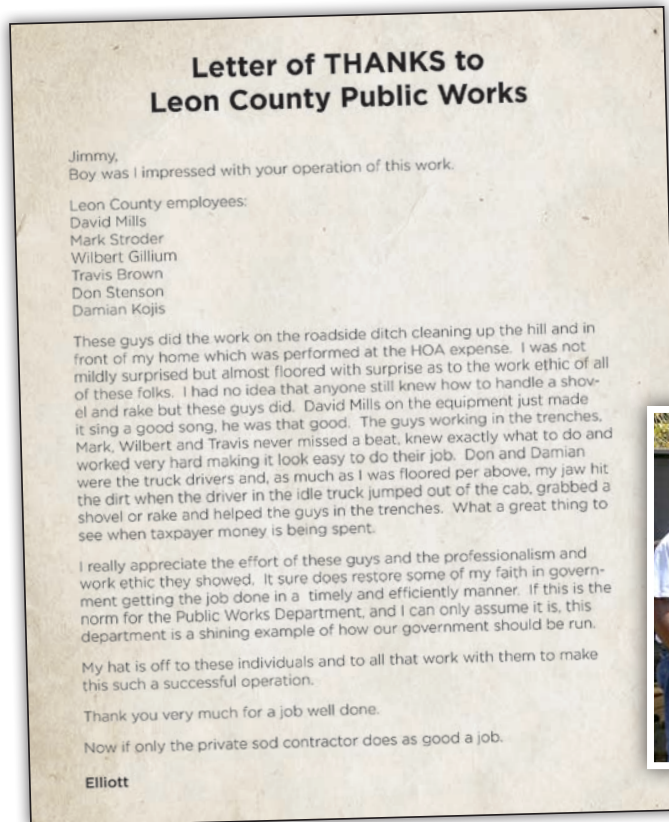 Letter of THANKS to
Leon County Public Works
Jimmy,
Boy was I impressed with your operation of this work.
Leon County employees:
David Mills
Mark Stroder
Wilbert Gillium
Travis Brown
Don Stenson
Damian Kojis
These guys did the work on the roadside ditch cleaning up the hill and in
front of my home which was performed at the HOA expense. I was not
mildly surprised but almost floored with surprise as to the work ethic of all
of these folks. I had no idea that anyone still knew how to handle a shov-
el and rake but these guys did. David Mills on the equipment just made
it sing a good song, he was that good. The guys working in the trenches,
Mark, Wilbert and Travis never missed a beat, knew exactly what to do and
worked very hard making it look easy to do their job. Don and Damian
were the truck drivers and, as much as I was floored per above, my jaw hit
the dirt when the driver in the idle truck jumped out of the cab, grabbed a
shovel or rake and helped the guys in the trenches. What a great thing to
see when taxpayer money is being spent.
I really appreciate the effort of these guys and the professionalism and
work ethic they showed. It sure does restore some of my faith in govern-
ment getting the job done in a timely and efficiently manner. If this is the
norm for the Public Works Department, and I can only assume it is, this
department is a shining example of how our government should be run.
My hat is off to these individuals and to all that work with them to make
this such a successful operation.
Thank you very much for a job well done.
Now if only the private sod contractor does as good a job.
Elliott